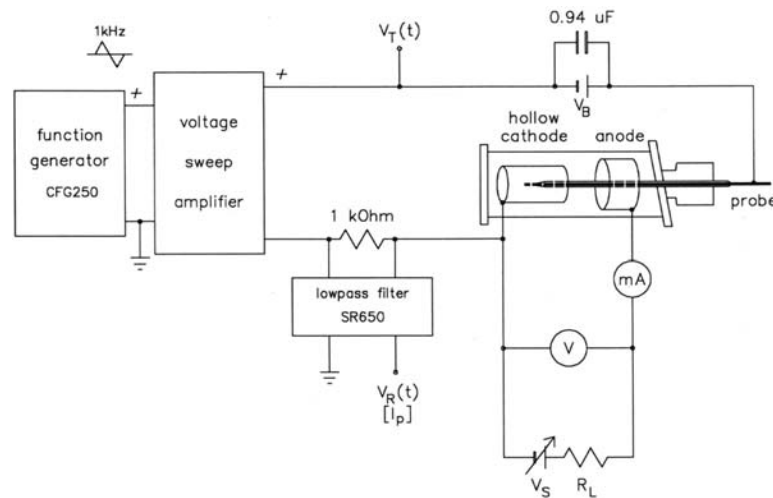 1kHz
V_T(t)
0.94 uF
+
+
V_B
function
generator
CFG250
voltage
sweep
amplifier
hollow
cathode
anode
probe
1 kOhm
mA
lowpass filter
SR650
V
V_R(t)
[I_p]
V_S
R_L